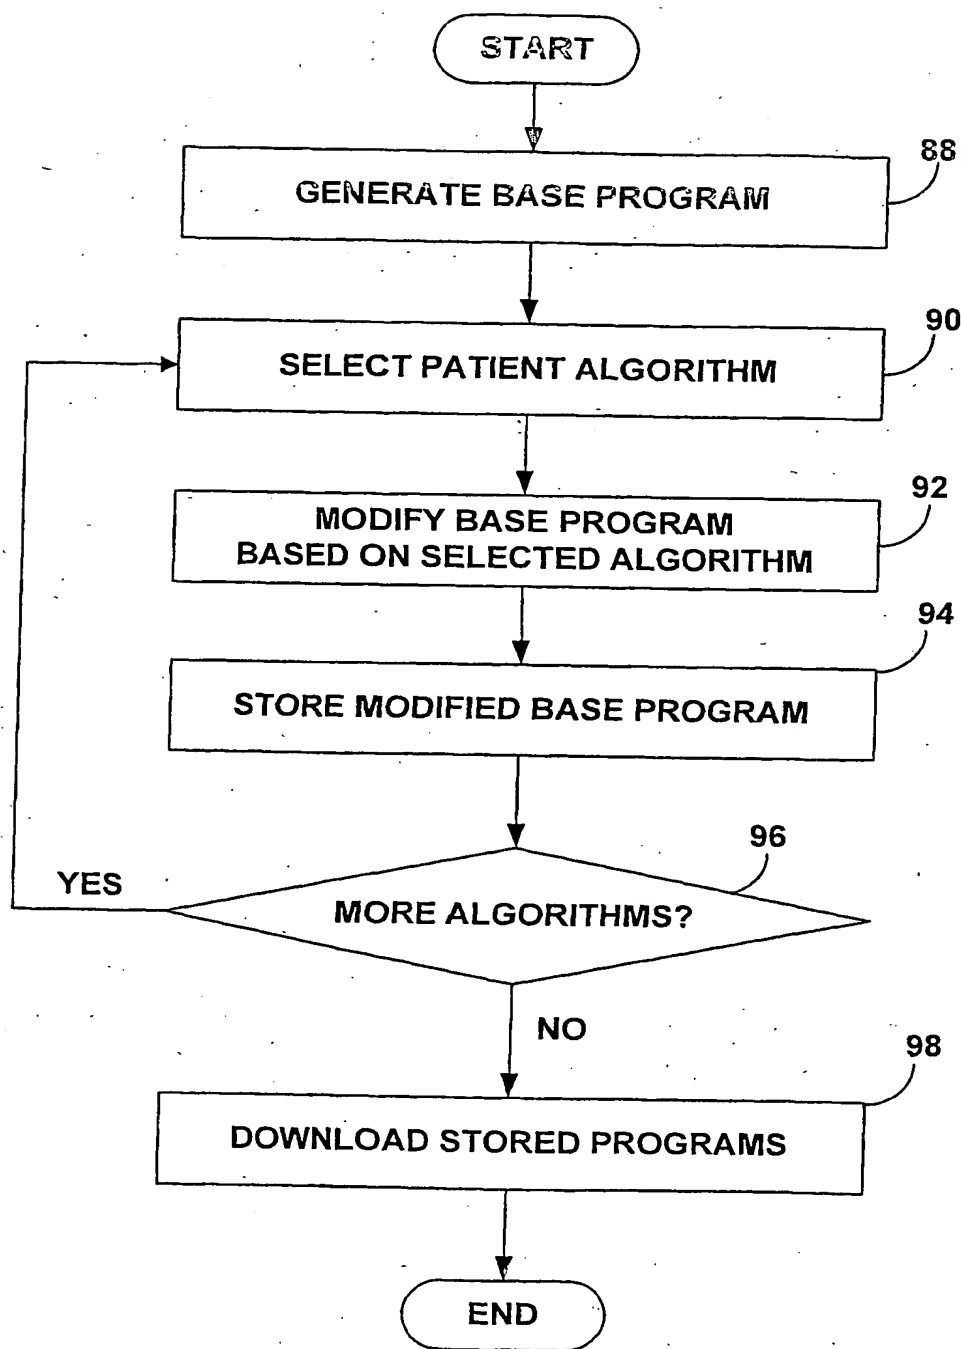 START
88
GENERATE BASE PROGRAM
90
SELECT PATIENT ALGORITHM
92
MODIFY BASE PROGRAM
BASED ON SELECTED ALGORITHM
94
STORE MODIFIED BASE PROGRAM
96
YES
MORE ALGORITHMS?
NO
98
DOWNLOAD STORED PROGRAMS
END